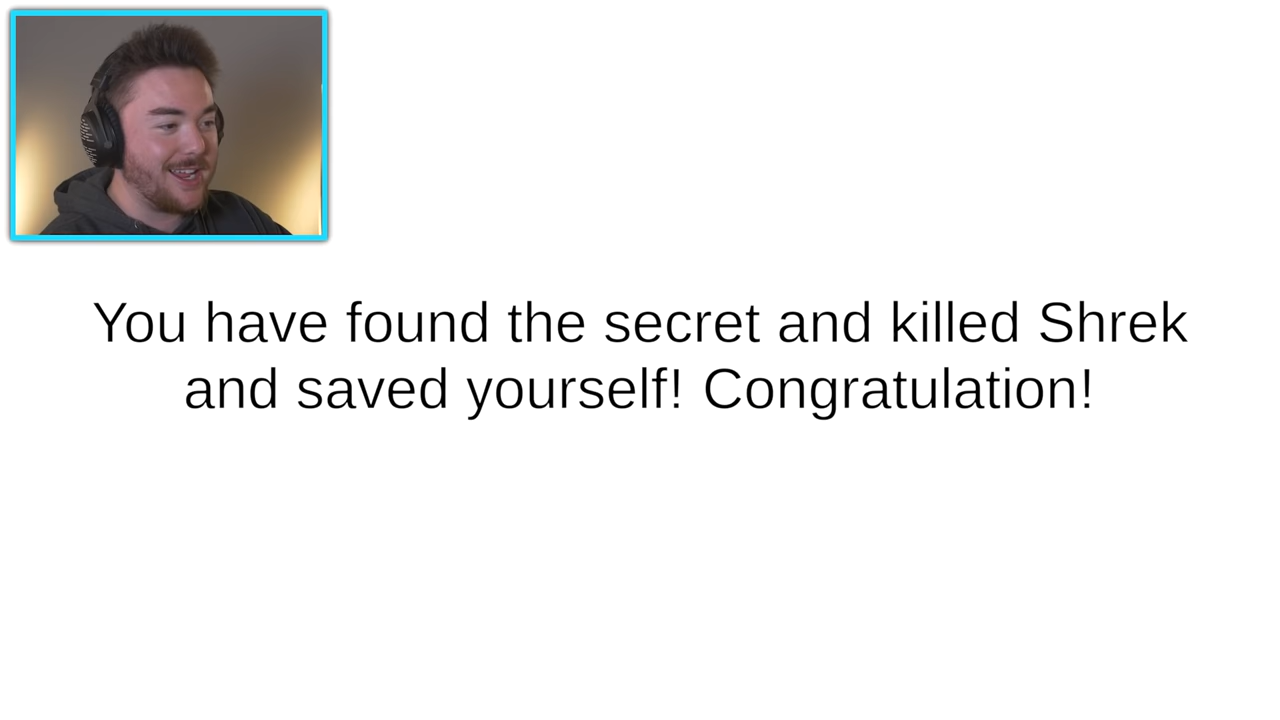 You have found the secret and killed Shrek
and saved yourself! Congratulation!